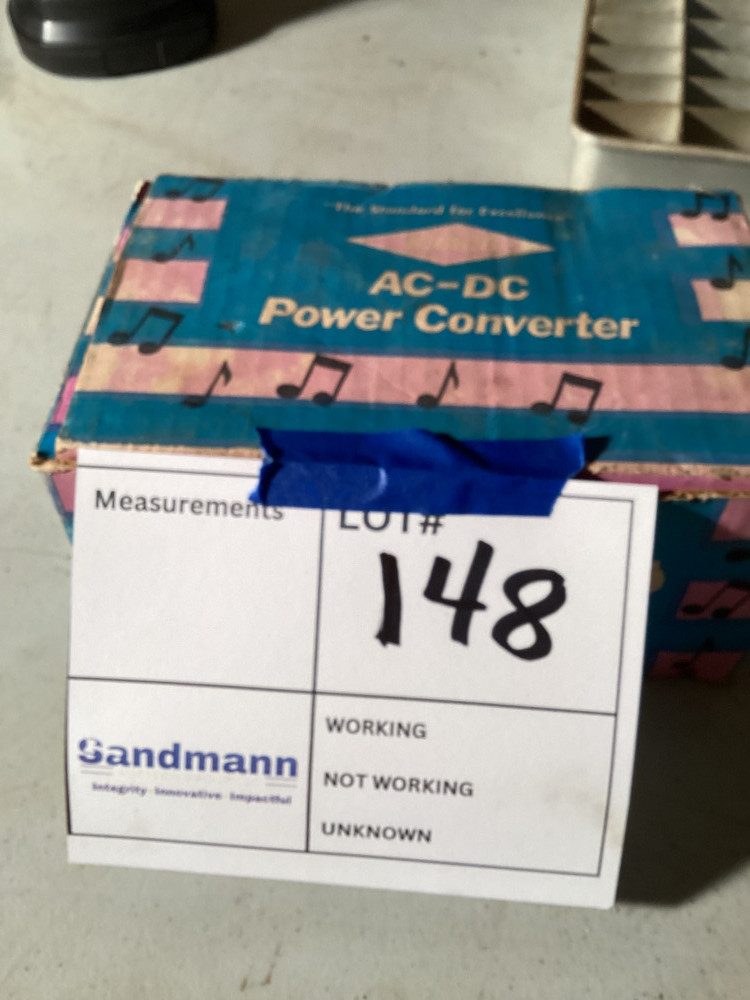 "The Standard for Excellence"
AC-DC
Power Converter
Measurements
LOT#
148
Sandmann
Integrity Innovative Impactful
WORKING
NOT WORKING
UNKNOWN